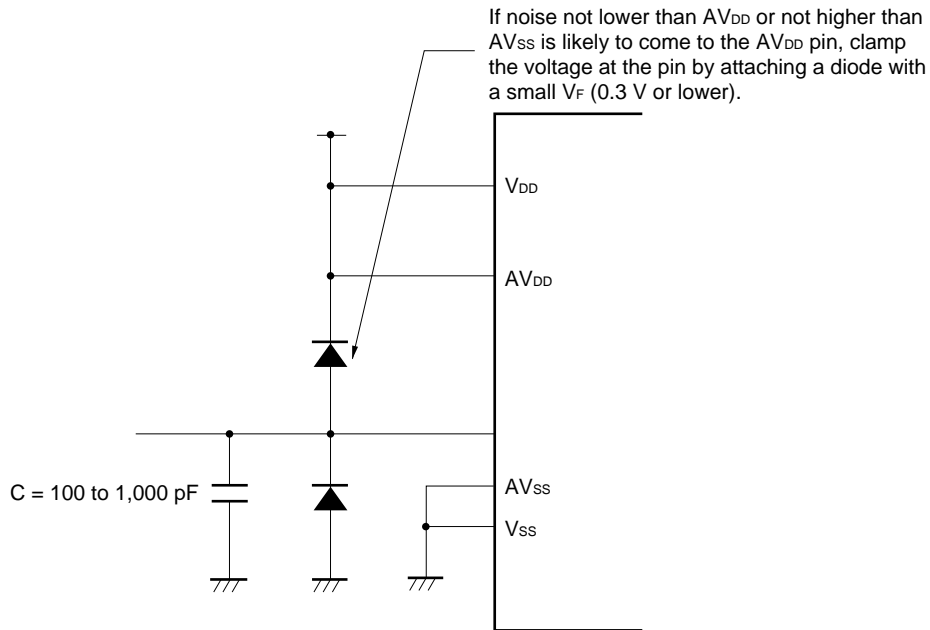 If noise not lower than AVDD or not higher than
AVSS is likely to come to the AVDD pin, clamp
the voltage at the pin by attaching a diode with
a small VF (0.3 V or lower).
VDD
AVDD
C = 100 to 1,000 pF
AVSS
VSS